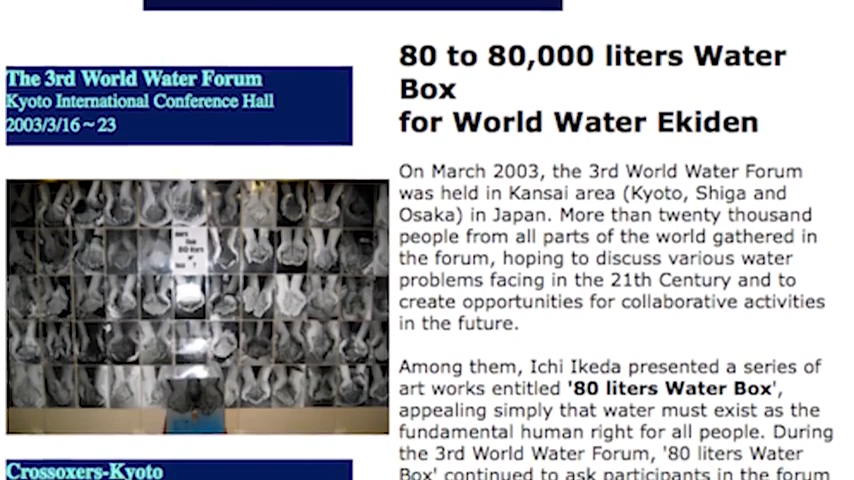 The 3rd World Water Forum
Kyoto International Conference Hall
2003/3/16~23
80 to 80,000 liters Water
Box
for World Water Ekiden
On March 2003, the 3rd World Water Forum
was held in Kansai area (Kyoto, Shiga and
Osaka) in Japan. More than twenty thousand
people from all parts of the world gathered in
the forum, hoping to discuss various water
problems facing in the 21th Century and to
create opportunities for collaborative activities
in the future.
Among them, Ichi Ikeda presented a series of
art works entitled '80 liters Water Box',
appealing simply that water must exist as the
fundamental human right for all people. During
the 3rd World Water Forum, '80 liters Water
Box' continued to ask participants in the forum
80 liters
Crossoxers-Kyoto